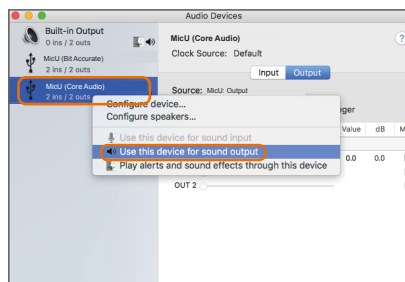 Audio Devices
Built-in Output
0 ins / 2 outs
MicU (Bit Accurate)
2 ins / 2 outs
MicU (Core Audio)
2 ins / 2 outs
MicU (Core Audio)
?
Clock Source: Default
Input Output
Source: MicU: Output
Configure device...
Configure speakers...
Use this device for sound input
Use this device for sound output
Play alerts and sound effects through this device
Value dB M
0.0 0.0
OUT 2